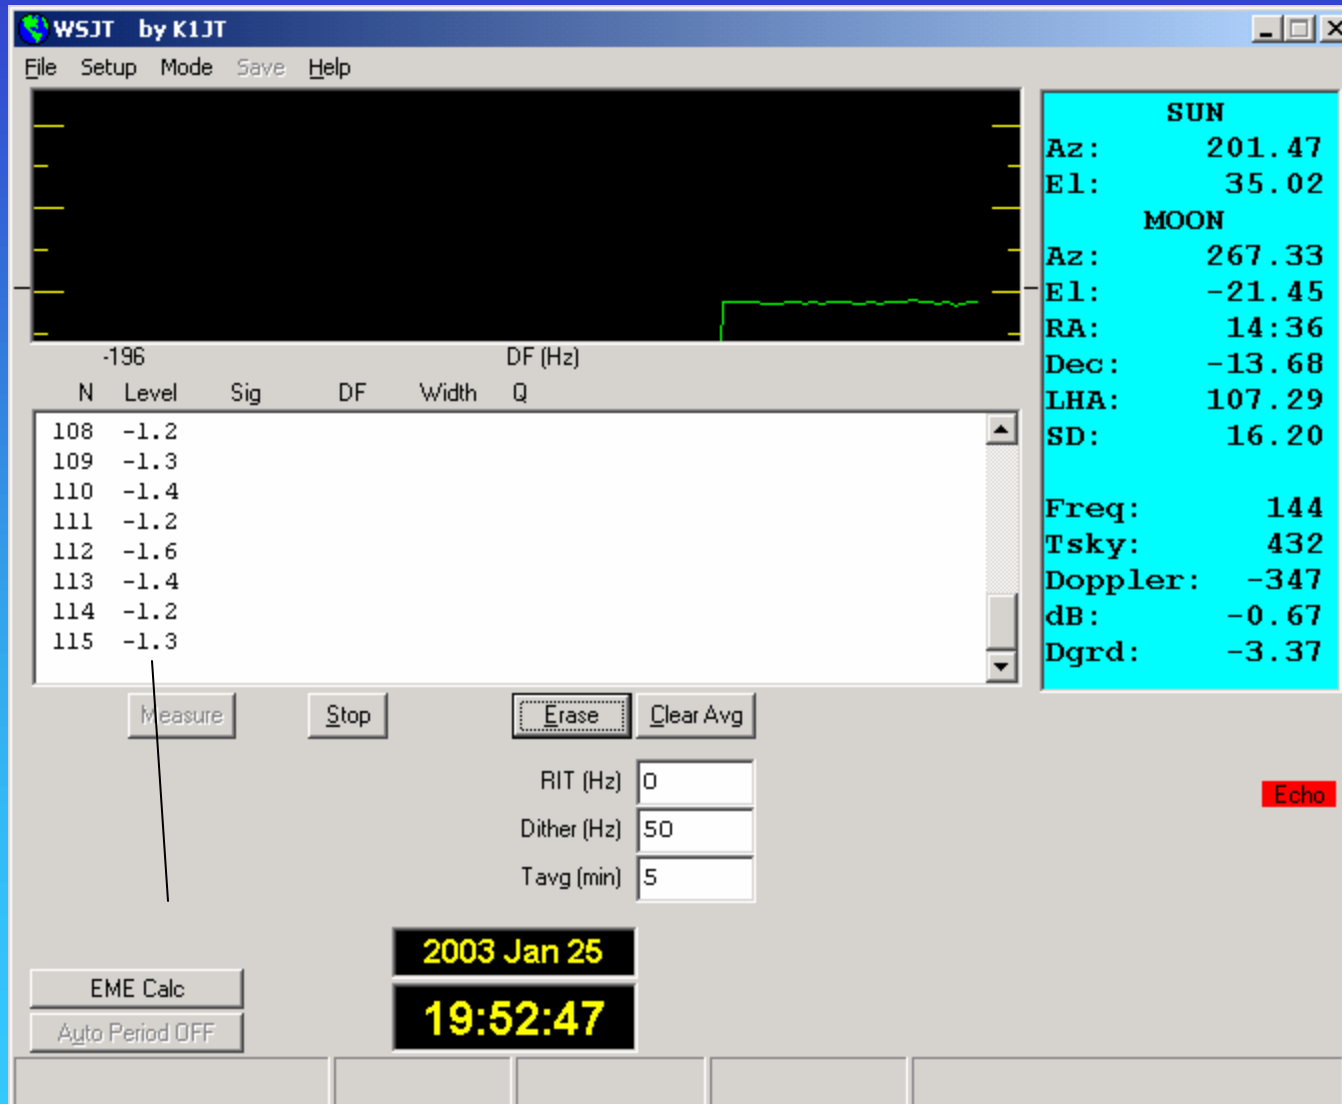 WSJT by K1JT
File Setup Mode Save Help
-196 DF (Hz)
N Level Sig DF Width Q
108 -1.2
109 -1.3
110 -1.4
111 -1.2
112 -1.6
113 -1.4
114 -1.2
115 -1.3
Measure Stop Erase Clear Avg
RIT (Hz) 0
Dither (Hz) 50
Tavg (min) 5
2003 Jan 25
EME Calc
19:52:47
Auto Period OFF
SUN
Az: 201.47
El: 35.02
MOON
Az: 267.33
El: -21.45
RA: 14:36
Dec: -13.68
LHA: 107.29
SD: 16.20
Freq: 144
Tsky: 432
Doppler: -347
dB: -0.67
Dgrd: -3.37
Echo